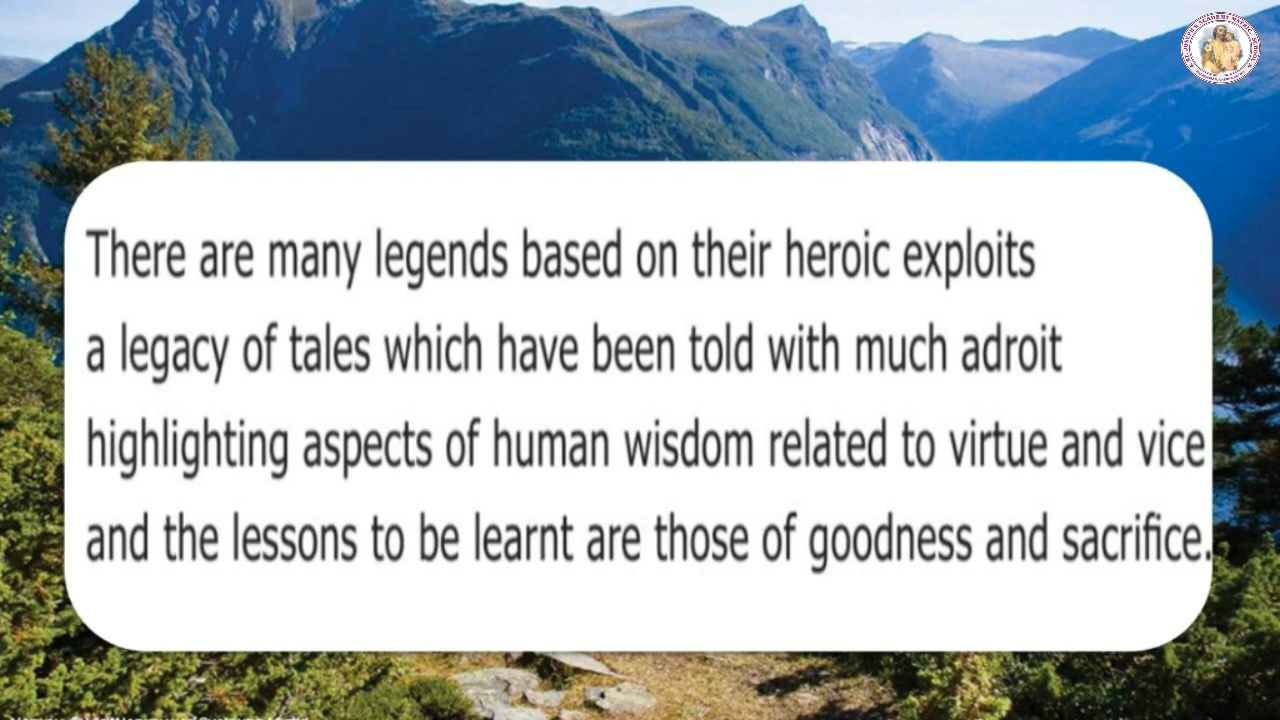 There are many legends based on their heroic exploits
a legacy of tales which have been told with much adroit
highlighting aspects of human wisdom related to virtue and vice
and the lessons to be learnt are those of goodness and sacrifice.